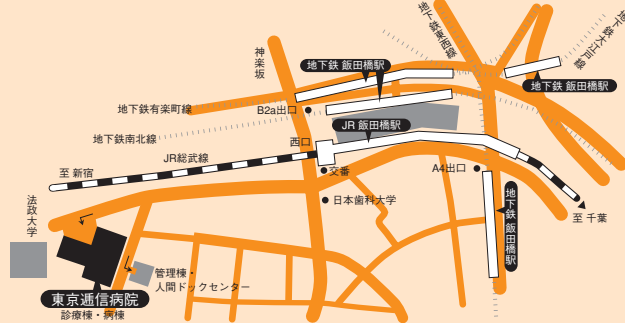 地下鉄東西線
地下鉄大江戸線
神楽坂
地下鉄 飯田橋駅
地下鉄 飯田橋駅
地下鉄有楽町線
B2a出口
JR 飯田橋駅
地下鉄南北線
西口
JR総武線
至 新宿
交番
A4出口
日本歯科大学
地下鉄 飯田橋駅
至 千葉
法政大学
管理棟・
人間ドックセンター
東京逓信病院
診療棟・病棟